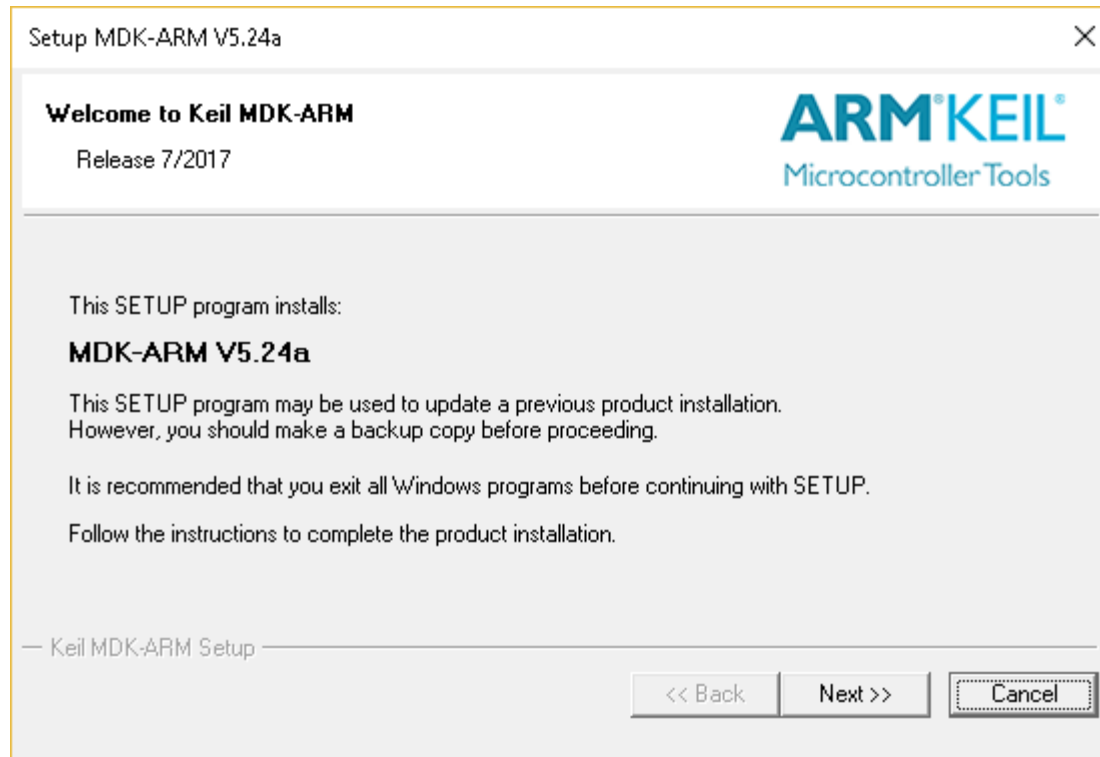 Setup MDK-ARM V5.24a
Welcome to Keil MDK-ARM
Release 7/2017
ARM® KEIL®
Microcontroller Tools
This SETUP program installs:
MDK-ARM V5.24a
This SETUP program may be used to update a previous product installation.
However, you should make a backup copy before proceeding.
It is recommended that you exit all Windows programs before continuing with SETUP.
Follow the instructions to complete the product installation.
Keil MDK-ARM Setup
<< Back Next >> Cancel